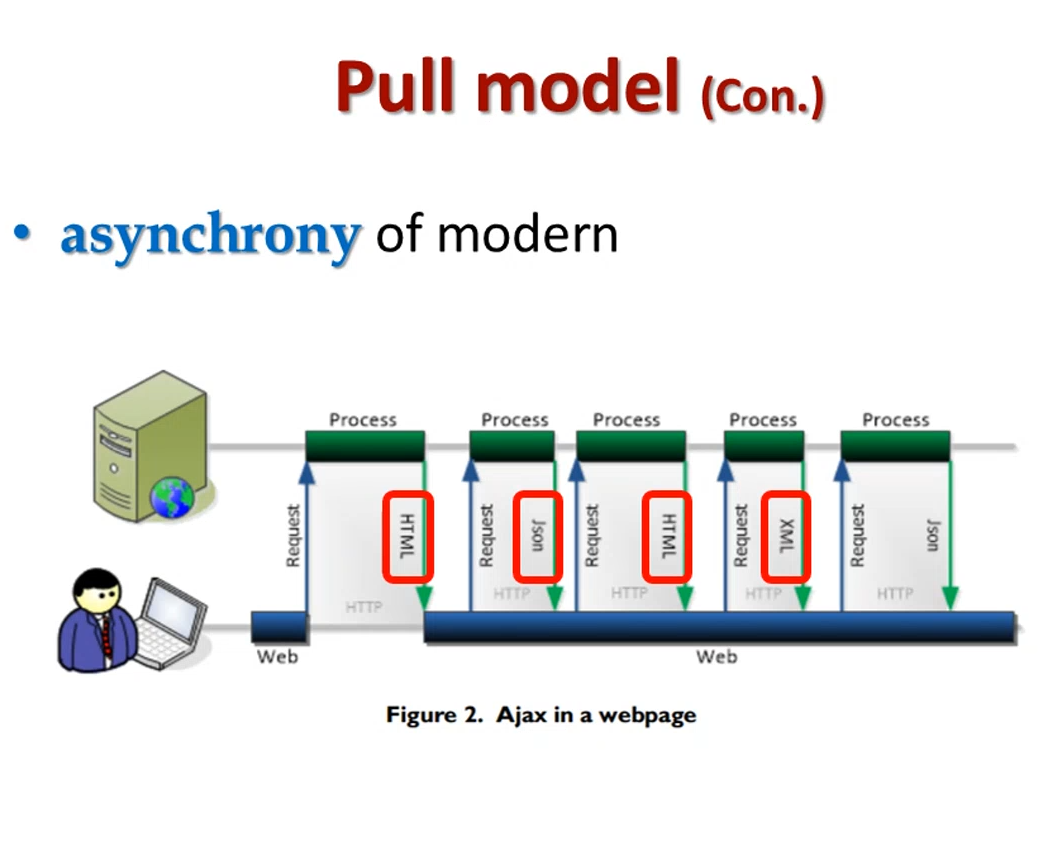 Pull model (Con.)
• asynchrony of modern
Process Process Process Process Process
Request HTML Request Json Request HTML Request XML Request Json
HTTP HTTP HTTP HTTP HTTP
Web Web
Figure 2. Ajax in a webpage